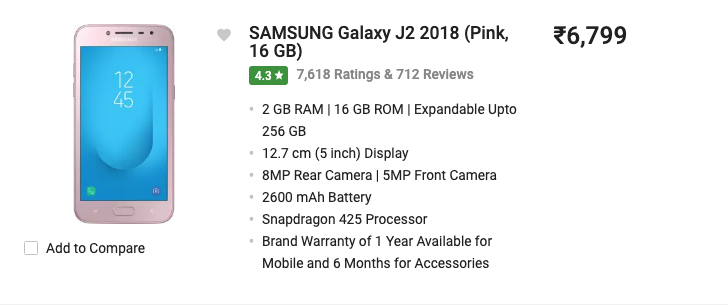 SAMSUNG
12
45
SAMSUNG Galaxy J2 2018 (Pink,
16 GB)
₹6,799
4.3 ★ 7,618 Ratings & 712 Reviews
2 GB RAM | 16 GB ROM | Expandable Upto
256 GB
12.7 cm (5 inch) Display
8MP Rear Camera | 5MP Front Camera
2600 mAh Battery
Snapdragon 425 Processor
Brand Warranty of 1 Year Available for
Mobile and 6 Months for Accessories
Add to Compare